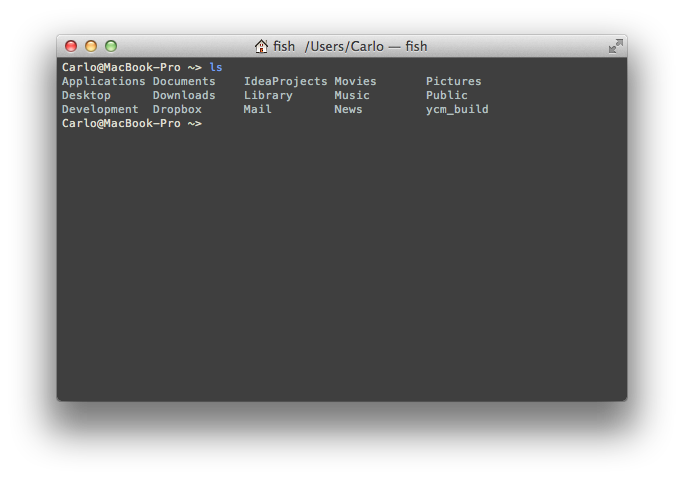 fish  /Users/Carlo — fish
Carlo@MacBook-Pro ~> ls
Applications Documents    IdeaProjects Movies       Pictures
Desktop      Downloads    Library      Music        Public
Development  Dropbox      Mail         News         ycm_build
Carlo@MacBook-Pro ~>